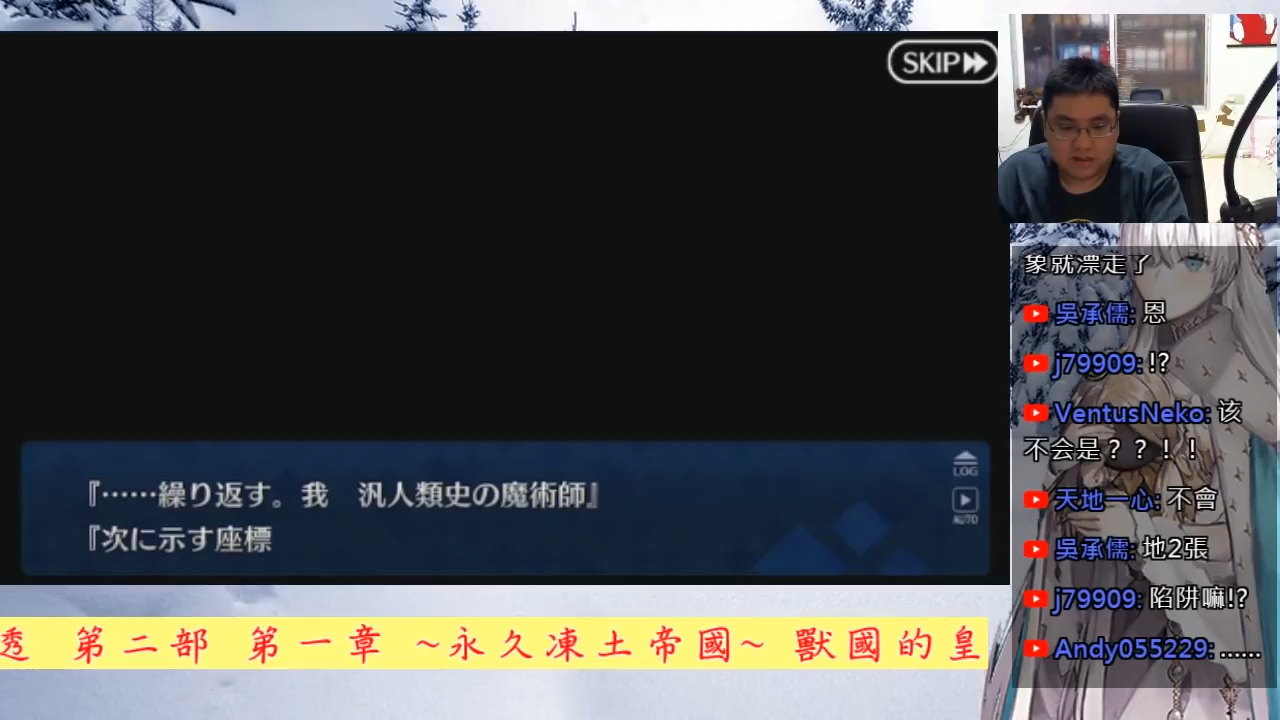 SKIP
LOG
AUTO
『……繰り返す。我　汎人類史の魔術師』
『次に示す座標
透 第二部 第一章 ~永久凍土帝國~ 獸國的皇
象就漂走了
吳承儒: 恩
j79909: !?
VentusNeko: 该
不会是？？！！
天地一心: 不會
吳承儒: 地2張
j79909: 陷阱嘛!?
Andy055229: ......